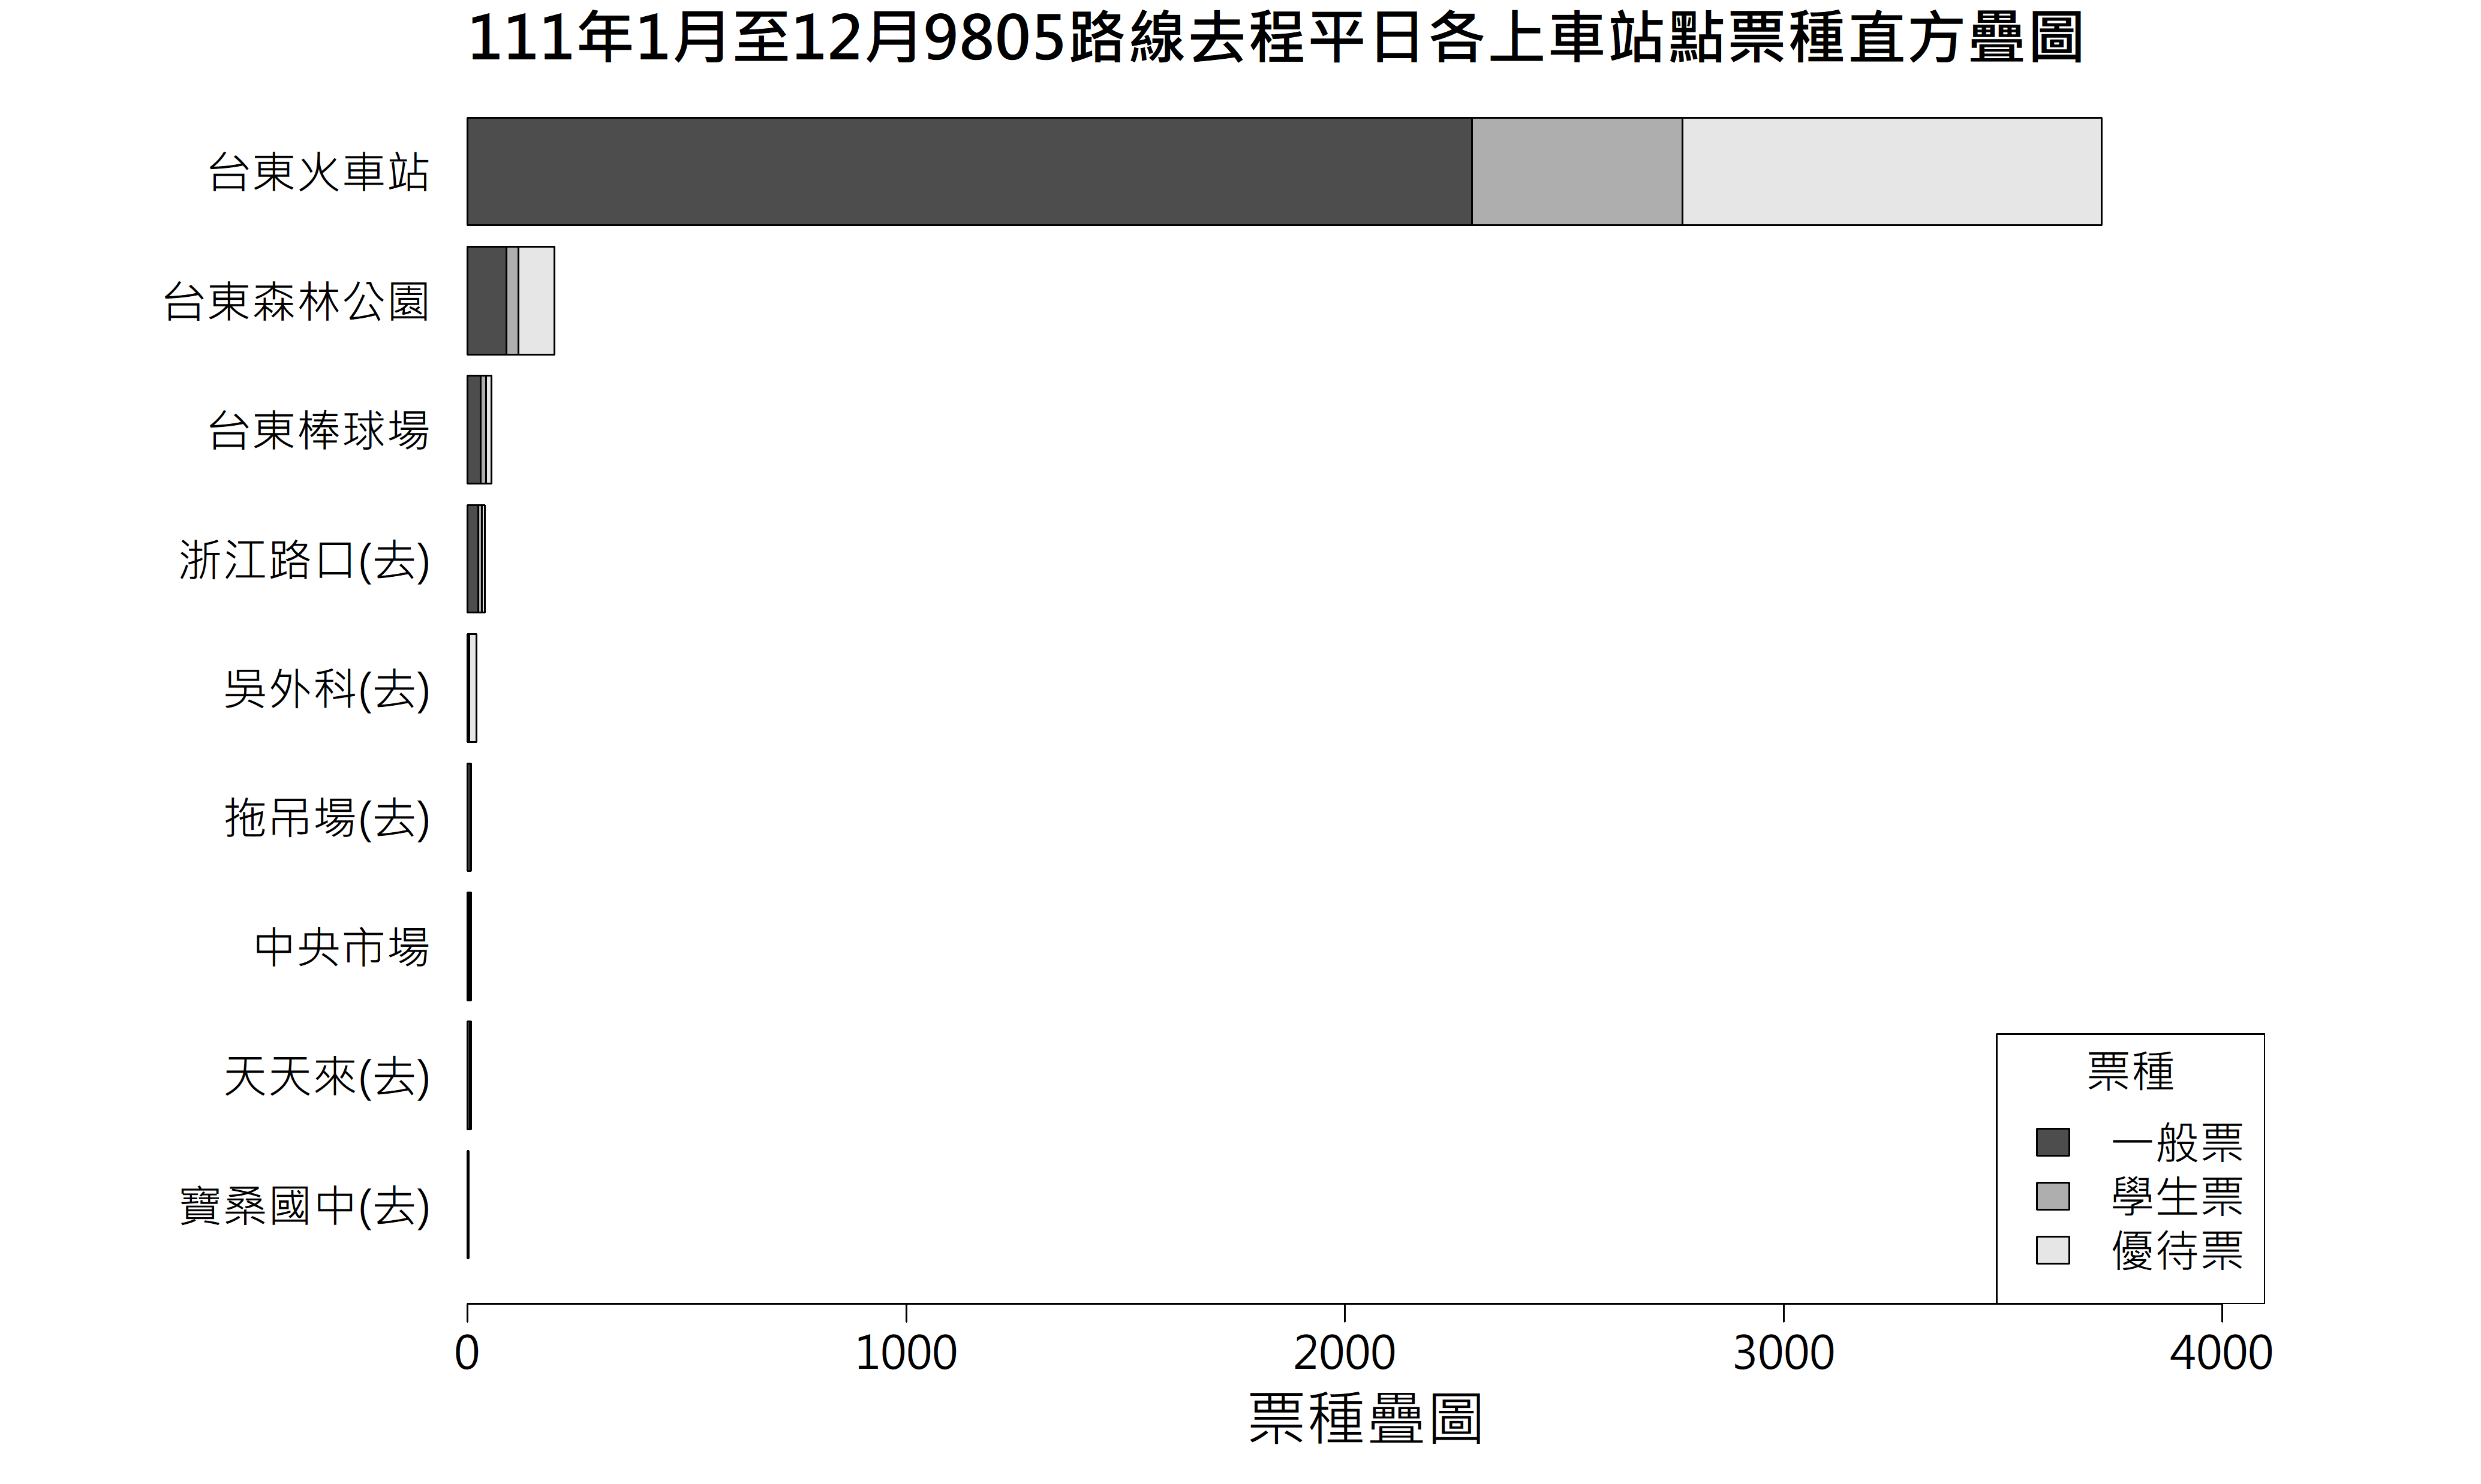 111年1月至12月9805路線去程平日各上車站點票種直方疊圖
台東火車站
台東森林公園
台東棒球場
浙江路口(去)
吳外科(去)
拖吊場(去)
中央市場
天天來(去)
寶桑國中(去)
票種
一般票
學生票
優待票
0 1000 2000 3000 4000
票種疊圖